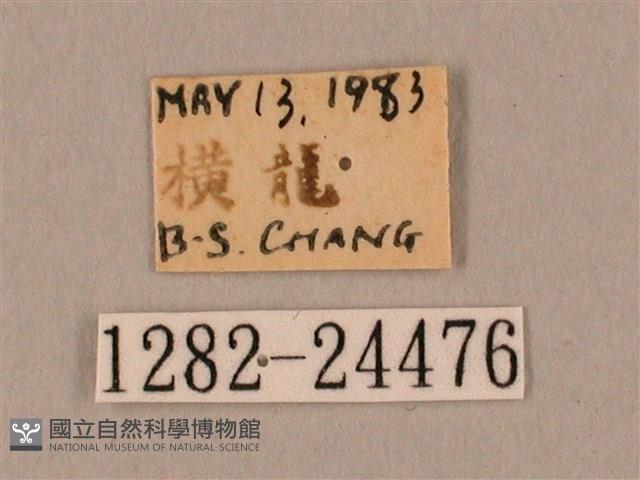 MAY 13, 1983
橫龍
B-S. CHANG
1282-24476
國立自然科學博物館
NATIONAL MUSEUM OF NATURAL SCIENCE